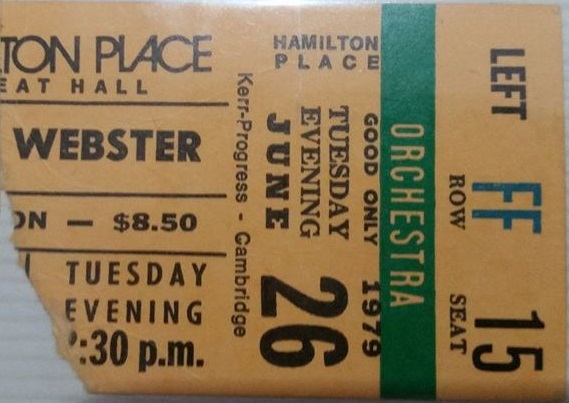 TON PLACE
EAT HALL
WEBSTER
ON — $8.50
TUESDAY
EVENING
:30 p.m.
Kerr-Progress - Cambridge
HAMILTON
PLACE
GOOD ONLY 1979
TUESDAY
EVENING
JUNE 26
ORCHESTRA
LEFT
FF
ROW
15
SEAT